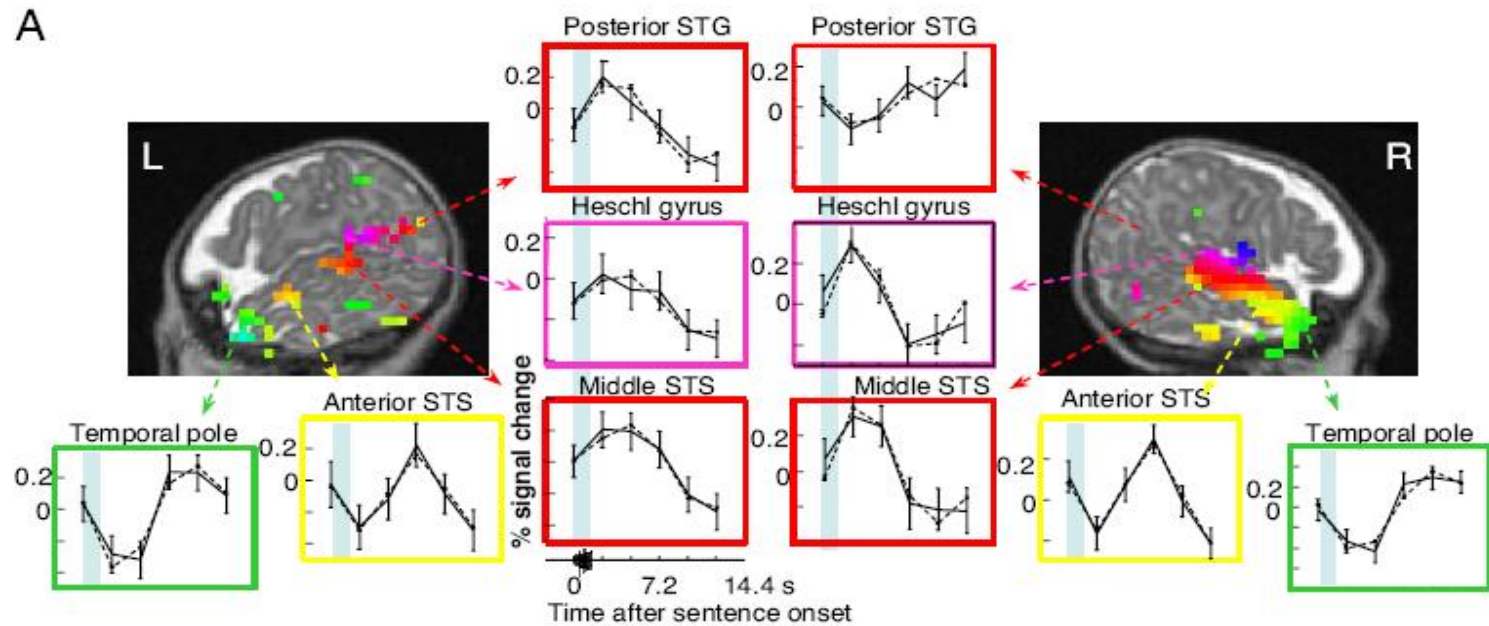 A
Posterior STG
Posterior STG
0.2
0
0.2
0
L
R
Heschl gyrus
Heschl gyrus
0.2
0
0.2
0
Middle STS
Middle STS
0.2
0
Anterior STS
Anterior STS
0.2
0
0.2
0
Temporal pole
Temporal pole
0.2
0
0.2
0
% signal change
0
7.2
14.4 s
Time after sentence onset